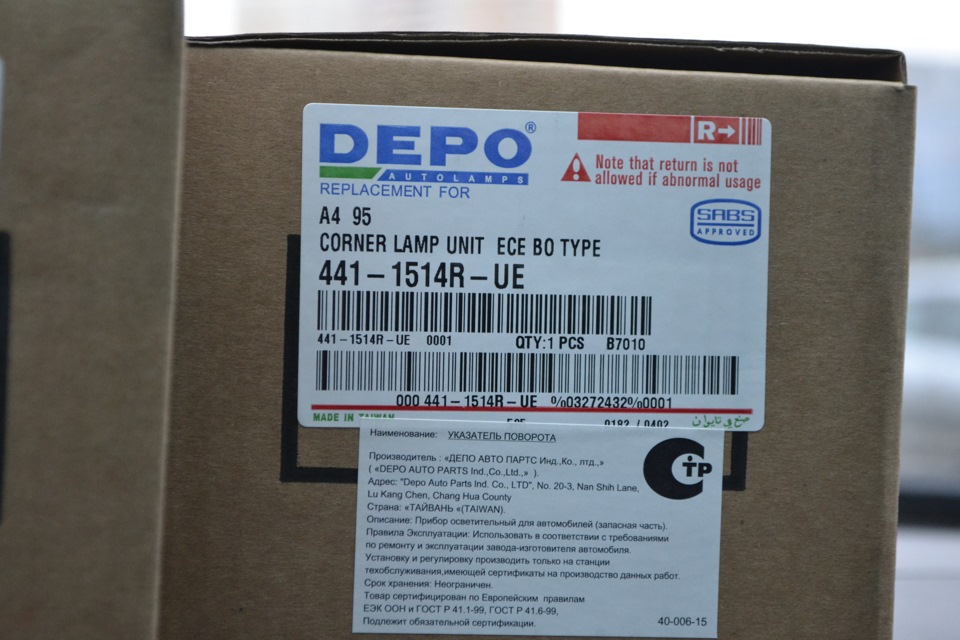 DEPO®
AUTOLAMPS
R→
Note that return is not
allowed if abnormal usage
REPLACEMENT FOR
SABS
APPROVED
A4 95
CORNER LAMP UNIT ECE BO TYPE
441-1514R-UE
441-1514R-UE 0001 QTY:1 PCS B7010
000 441-1514R-UE %03272432%0001
MADE IN TAIWAN صنع في تايوان
0182 / 0402
Наименование: УКАЗАТЕЛЬ ПОВОРОТА
Производитель : «ДЕПО АВТО ПАРТС Инд.,Ко., лтд.,»
( «DEPO AUTO PARTS Ind.,Co.,Ltd.,» ).
Адрес: "Depo Auto Parts Ind. Co., LTD", No. 20-3, Nan Shih Lane,
Lu Kang Chen, Chang Hua County
Страна: «ТАЙВАНЬ «(TAIWAN).
Описание: Прибор осветительный для автомобилей (запасная часть).
Правила Эксплуатации: Использовать в соответствии с требованиями
по ремонту и эксплуатации завода-изготовителя автомобиля.
Установку и регулировку производить только на станции
техобслуживания,имеющей сертификаты на производство данных работ.
Срок хранения: Неограничен.
Товар сертифицирован по Европейским правилам
ЕЭК ООН и ГОСТ Р 41.1-99, ГОСТ Р 41.6-99,
Подлежит обязательной сертификации.
40-006-15
СТР